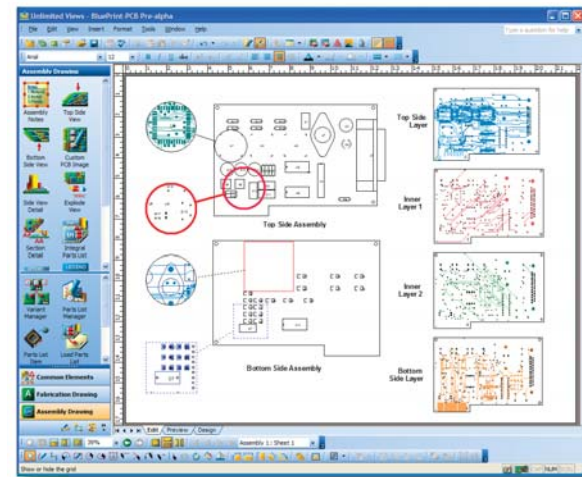 Unlimited Views - BluePrint-PCB Pre-alpha
File Edit View Insert Format Tools Window Help
Type a question for help
Arial
12
Assembly Drawing
Assembly Notes
Top Side View
Bottom Side View
Custom PCB Image
Side View Detail
Explode View
Section Detail
Integral Parts List
Variant Manager
Parts List Manager
Parts List Item
Load Parts List
Common Elements
Fabrication Drawing
Assembly Drawing
Top Side Assembly
Bottom Side Assembly
Top Side
Layer
Inner
Layer 1
Inner
Layer 2
Bottom
Side Layer
Edit Preview Design
38%
Assembly 1: Sheet 1
Show or hide the grid
NUM